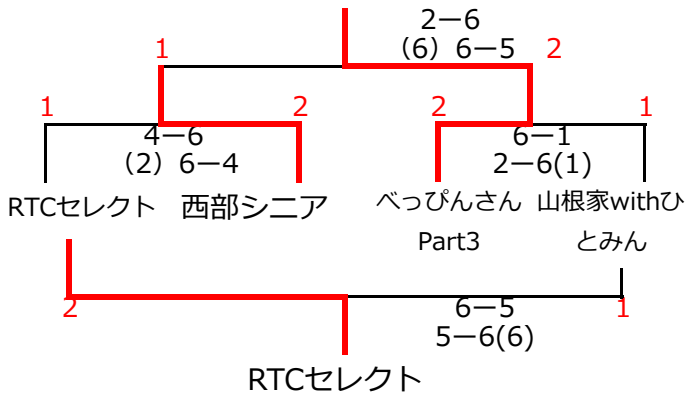 2ー6
1
（6）6ー5
2
1
2
2
1
4ー6
6ー1
（2）6ー4
2ー6(1)
RTCセレクト
西部シニア
べっぴんさん
Part3
山根家withひ
とみん
2
6ー5
1
5ー6(6)
RTCセレクト